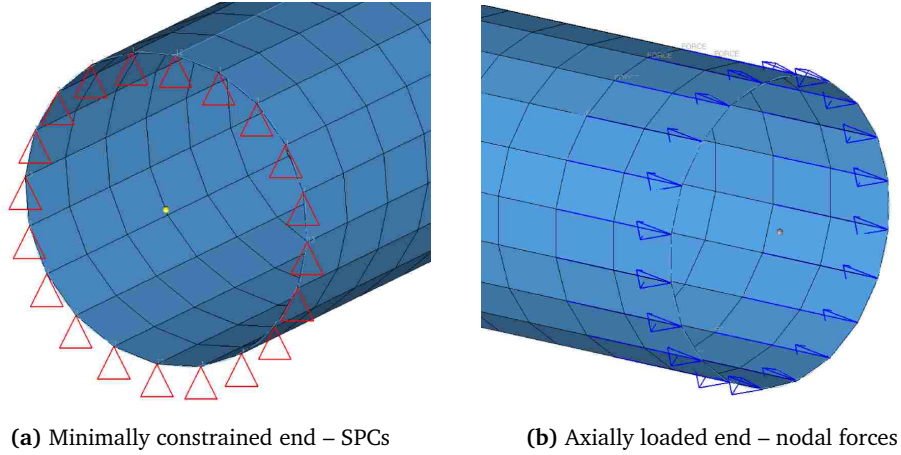 FORCE
FORCE
FORCE
(a) Minimally constrained end – SPCs
(b) Axially loaded end – nodal forces